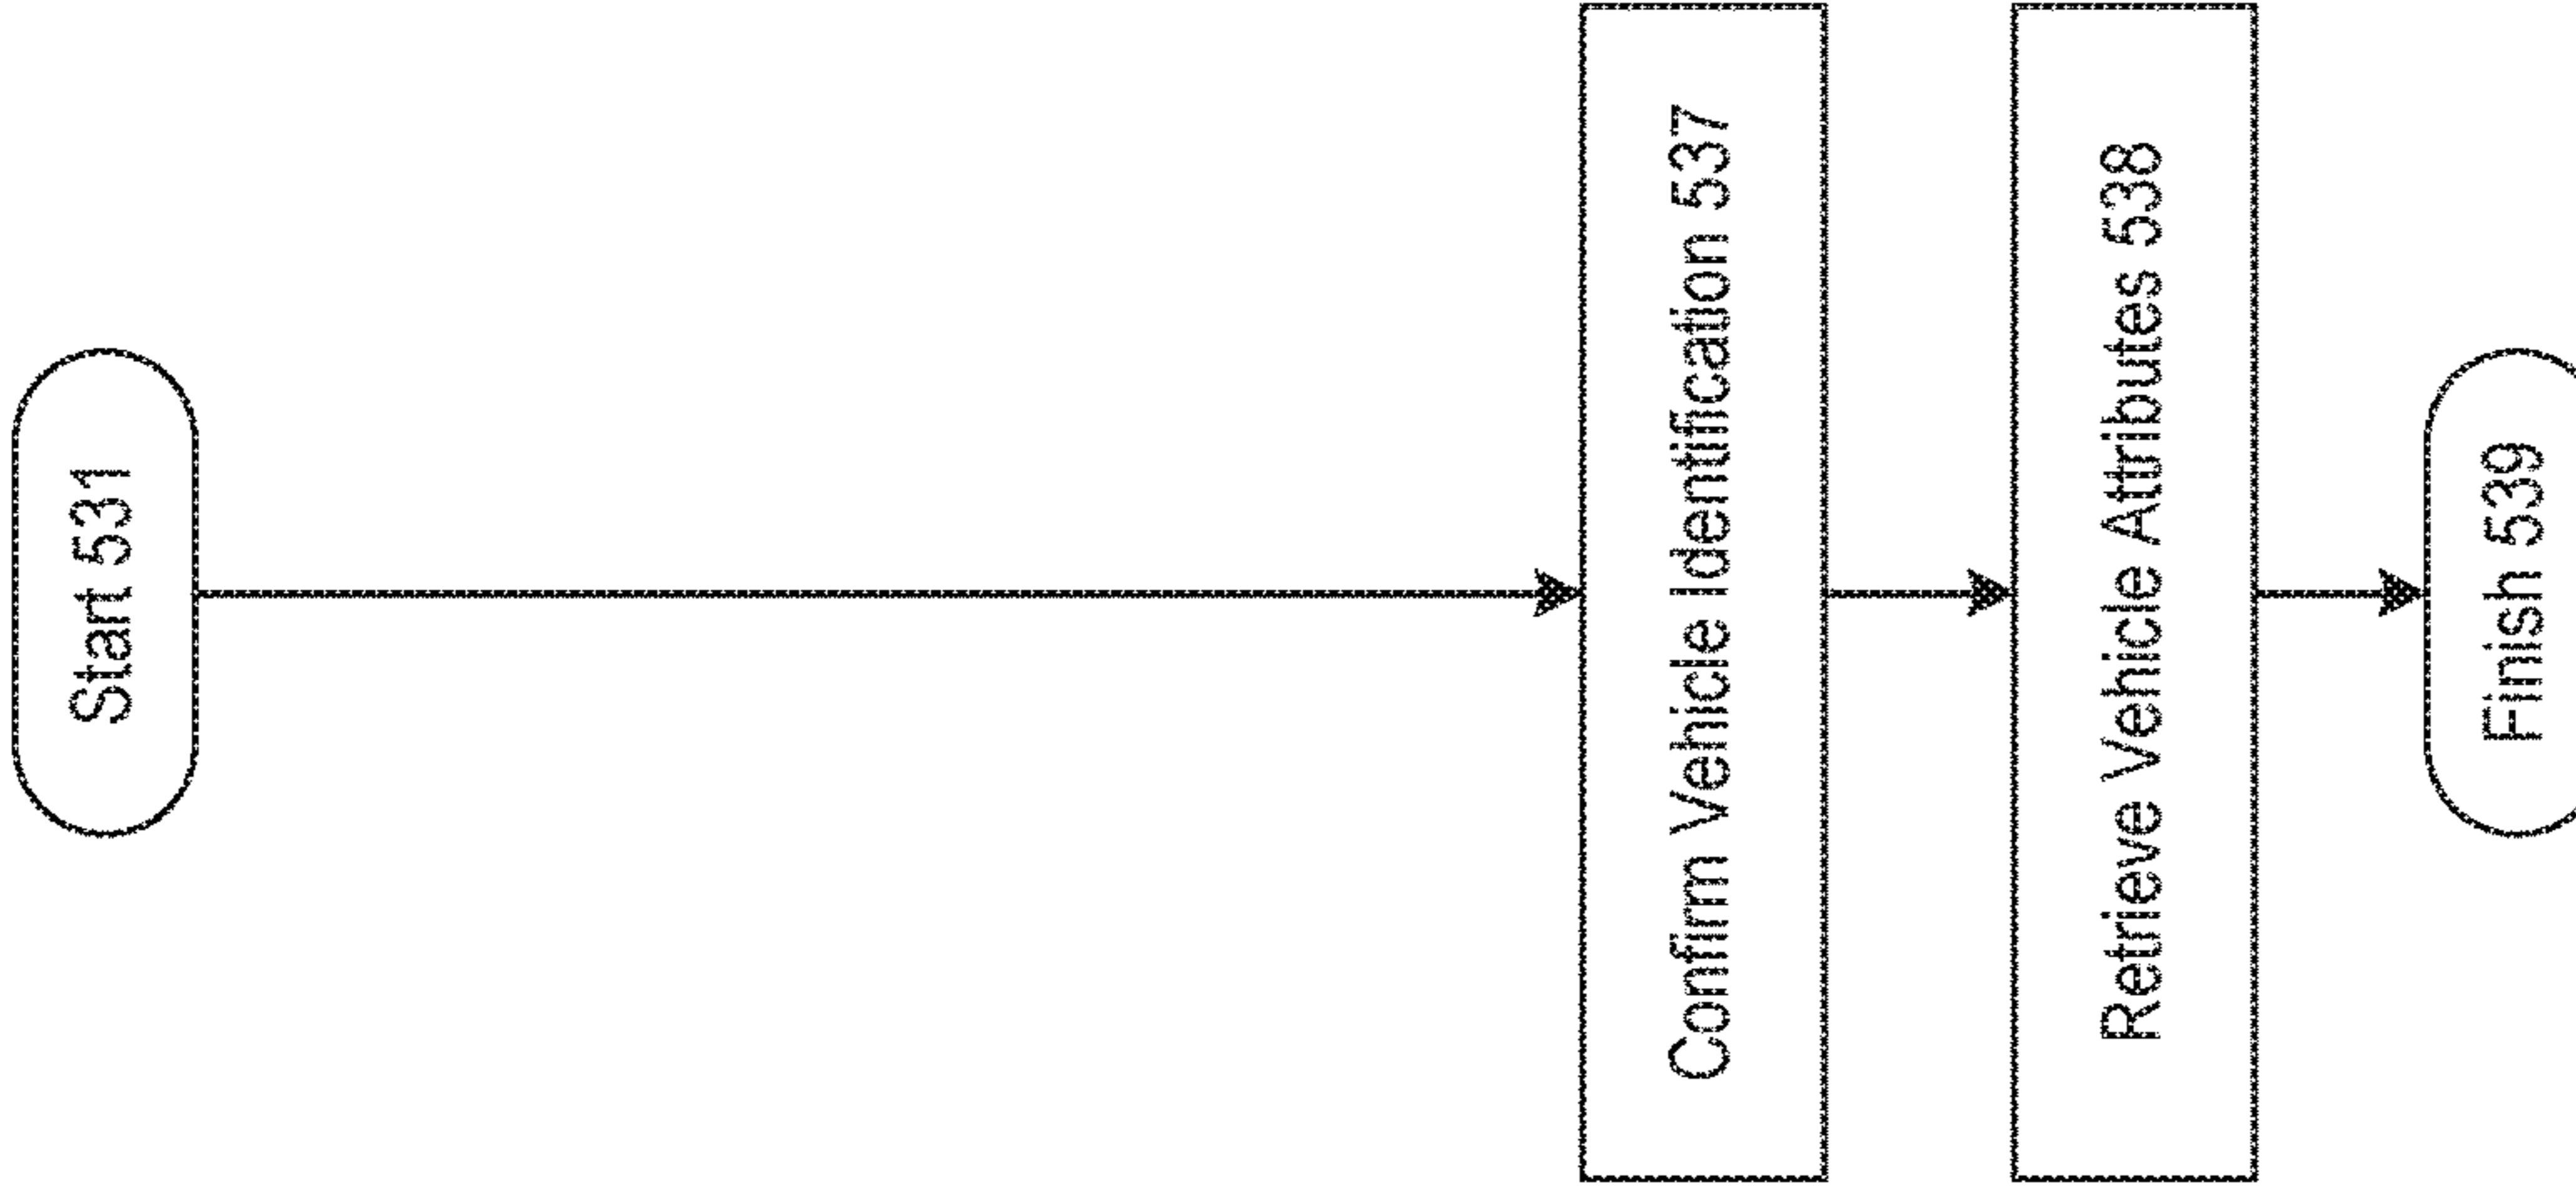 Start 531
Confirm Vehicle Identification 537
Retrieve Vehicle Attributes 538
Finish 539